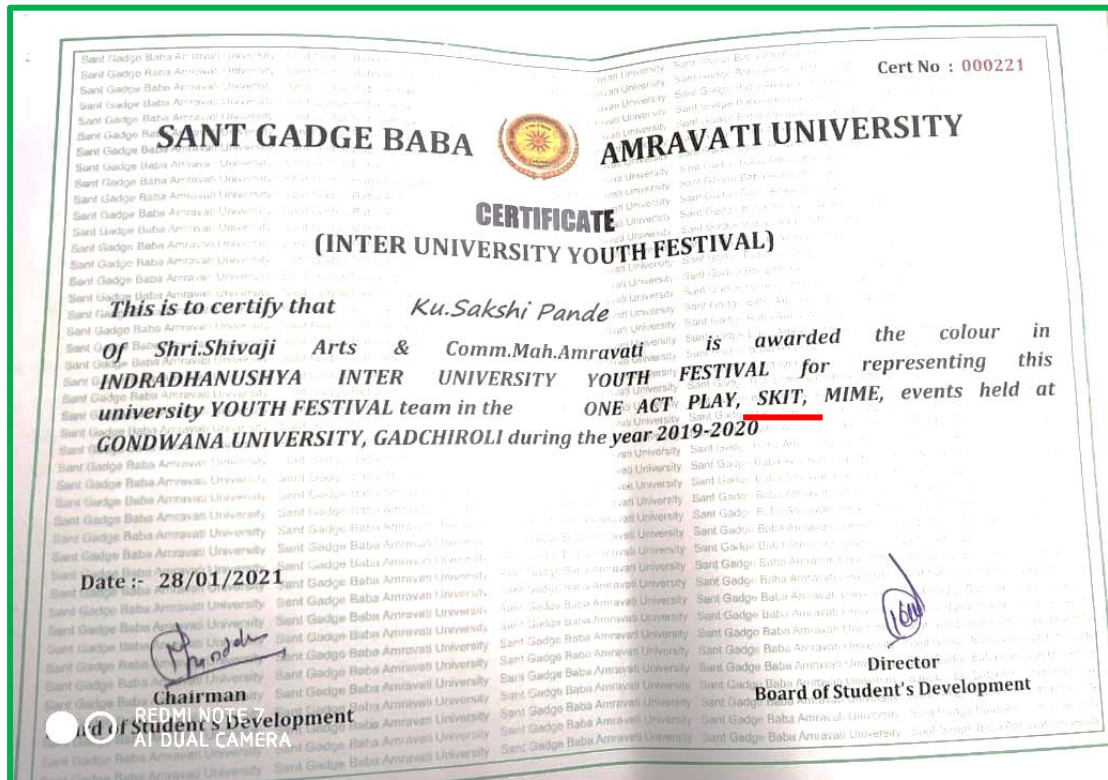 Cert No : 000221
SANT GADGE BABA AMRAVATI UNIVERSITY
CERTIFICATE
(INTER UNIVERSITY YOUTH FESTIVAL)
This is to certify that Ku.Sakshi Pande
Of Shri.Shivaji Arts & Comm.Mah.Amravati is awarded the colour in
INDRADHANUSHYA INTER UNIVERSITY YOUTH FESTIVAL for representing this
university YOUTH FESTIVAL team in the ONE ACT PLAY, SKIT, MIME, events held at
GONDWANA UNIVERSITY, GADCHIROLI during the year 2019-2020
Date :- 28/01/2021
Chairman
Board of Student's Development
Director
Board of Student's Development
REDMI NOTE 7
AI DUAL CAMERA